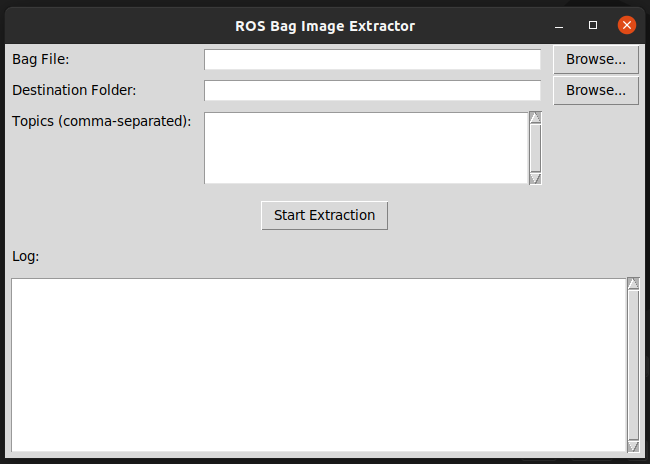 ROS Bag Image Extractor
Bag File:
Browse...
Destination Folder:
Browse...
Topics (comma-separated):
Start Extraction
Log: